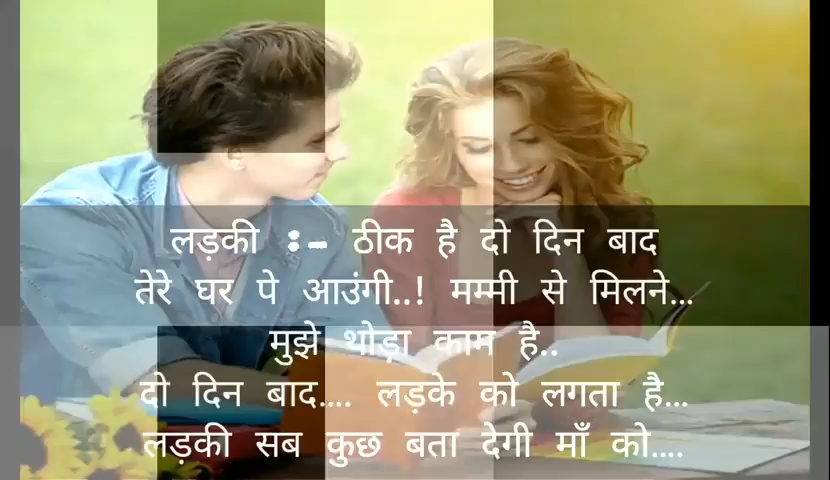 लड़की :- ठीक है दो दिन बाद
तेरे घर पे आउंगी..! मम्मी से मिलने...
मुझे थोड़ा काम है..
दो दिन बाद.... लड़के को लगता है...
लड़की सब कुछ बता देगी माँ को....